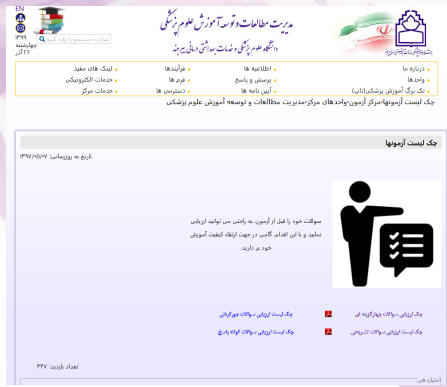 EN
۱۳۹۹
چهارشنبه
۲۶ آذر
مدیریت مطالعات و توسعه آموزش علوم پزشکی
دانشگاه علوم پزشکی و خدمات بهداشتی درمانی بیرجند
درباره ما
اطلاعیه ها
فرآیندها
لینک های مفید
واحدها
پرسش و پاسخ
فرم ها
خدمات الکترونیکی
تک برگ آموزش پزشکی(تاپ)
آیین نامه ها
دسترسی ها
خدمات مرکز
چک لیست آزمونها›مرکز آزمون›واحدهای مرکز›مدیریت مطالعات و توسعه آموزش علوم پزشکی
چک لیست آزمونها
تاریخ به روزرسانی: ۱۳۹۷/۰۵/۰۷
سوالات خود را قبل از آزمون، به راحتی می توانید ارزیابی
نمایید و با این اقدام، گامی در جهت ارتقاء کیفیت آموزش
خود بر دارید.
چک لیست ارزیابی سوالات چهارگزینه ای
چک لیست ارزیابی سوالات جورکردنی
چک لیست ارزیابی سوالات تشریحی
چک لیست ارزیابی سوالات کوتاه پاسخ
تعداد بازدید: ۳۴۷